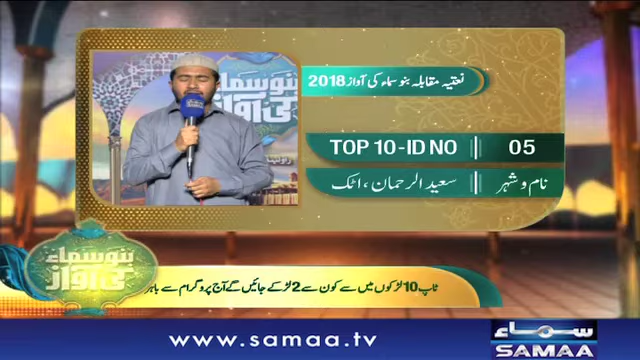 نعتیہ مقابلہ بنو سماء کی آواز 2018
TOP 10-ID NO
05
نام و شہر
سعید الرحمان ، اٹک
بنو سماء
کی آواز
ٹاپ 10 لڑکوں میں سے کون سے 2 لڑکے جائیں گے آج پروگرام سے باہر
www.samaa.tv
سماء
SAMAA